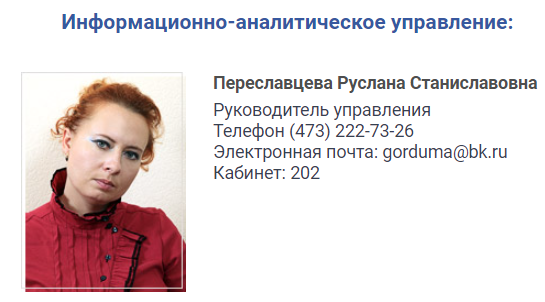 Информационно-аналитическое управление:
Переславцева Руслана Станиславовна
Руководитель управления
Телефон (473) 222-73-26
Электронная почта: gorduma@bk.ru
Кабинет: 202